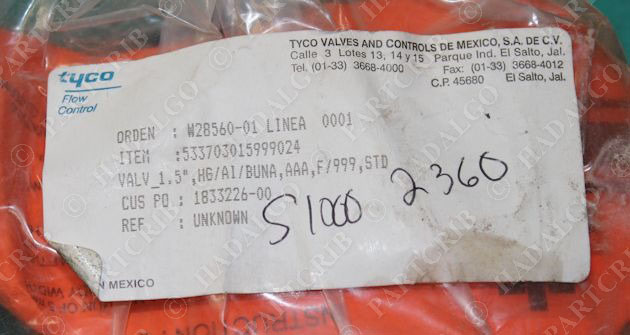 TYCO VALVES AND CONTROLS DE MEXICO, S.A. DE C.V.
Calle 3 Lotes 13, 14 y 15 Parque Ind. El Salto, Jal.
Tel. (01-33) 3668-4000 Fax: (01-33) 3668-4012
C.P. 45680 El Salto, Jal.
tyco
Flow
Control
ORDEN : W28560-01 LINEA 0001
ITEM :533703015999024
VALV_1.5",HG/AI/BUNA,AAA,F/999,STD
CUS PO.: 1833226-00
REF : UNKNOWN
S1000 2360
N MEXICO
© HADALGO
PARTCRIB